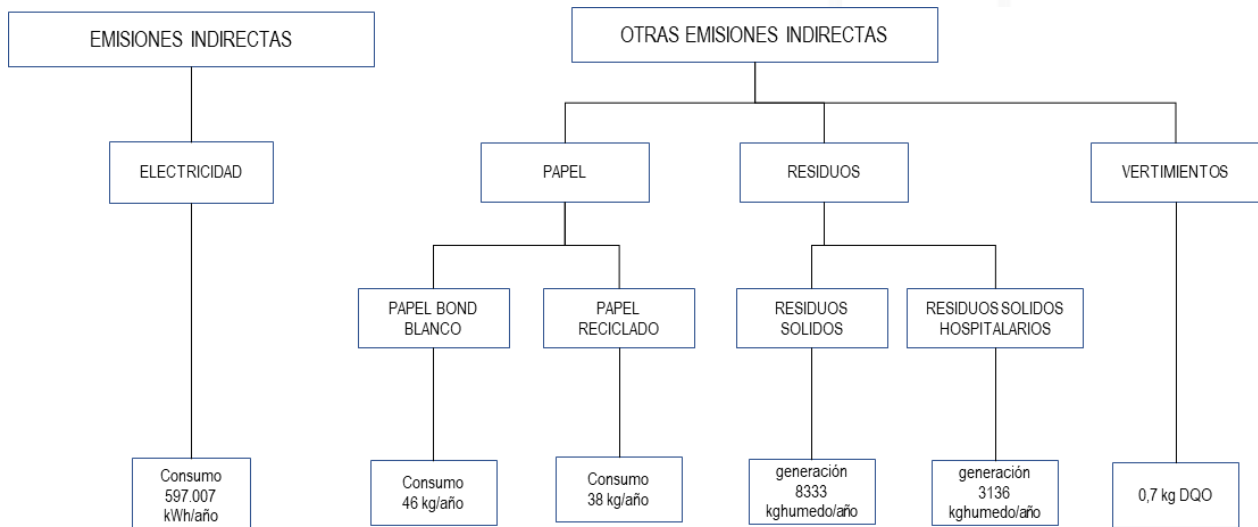 EMISIONES INDIRECTAS
OTRAS EMISIONES INDIRECTAS
ELECTRICIDAD
PAPEL
RESIDUOS
VERTIMIENTOS
PAPEL BOND
BLANCO
PAPEL
RECICLADO
RESIDUOS
SOLIDOS
RESIDUOS SOLIDOS
HOSPITALARIOS
Consumo
597.007
kWh/año
Consumo
46 kg/año
Consumo
38 kg/año
generación
8333
kghumedo/año
generación
3136
kghumedo/año
0,7 kg DQO